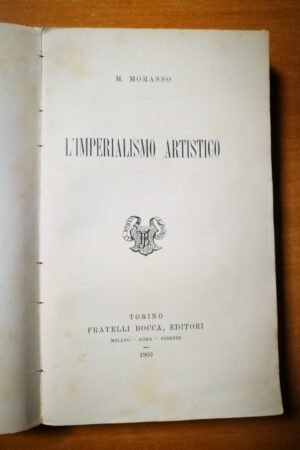 M. MORASSO
L'IMPERIALISMO ARTISTICO
TORINO
FRATELLI BOCCA, EDITORI
MILANO - ROMA - FIRENZE
1903